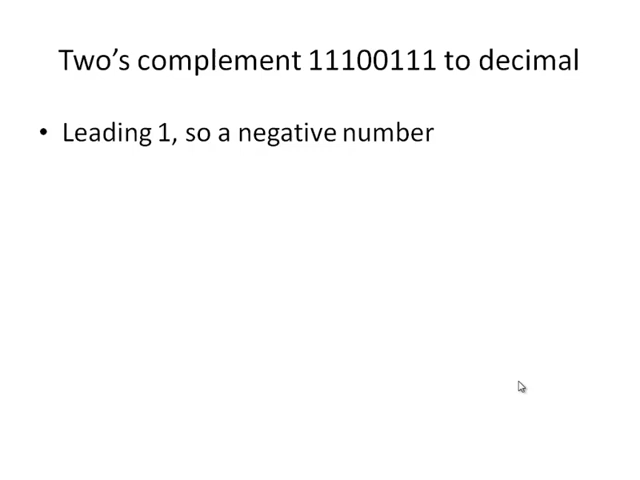 Two’s complement 11100111 to decimal
• Leading 1, so a negative number